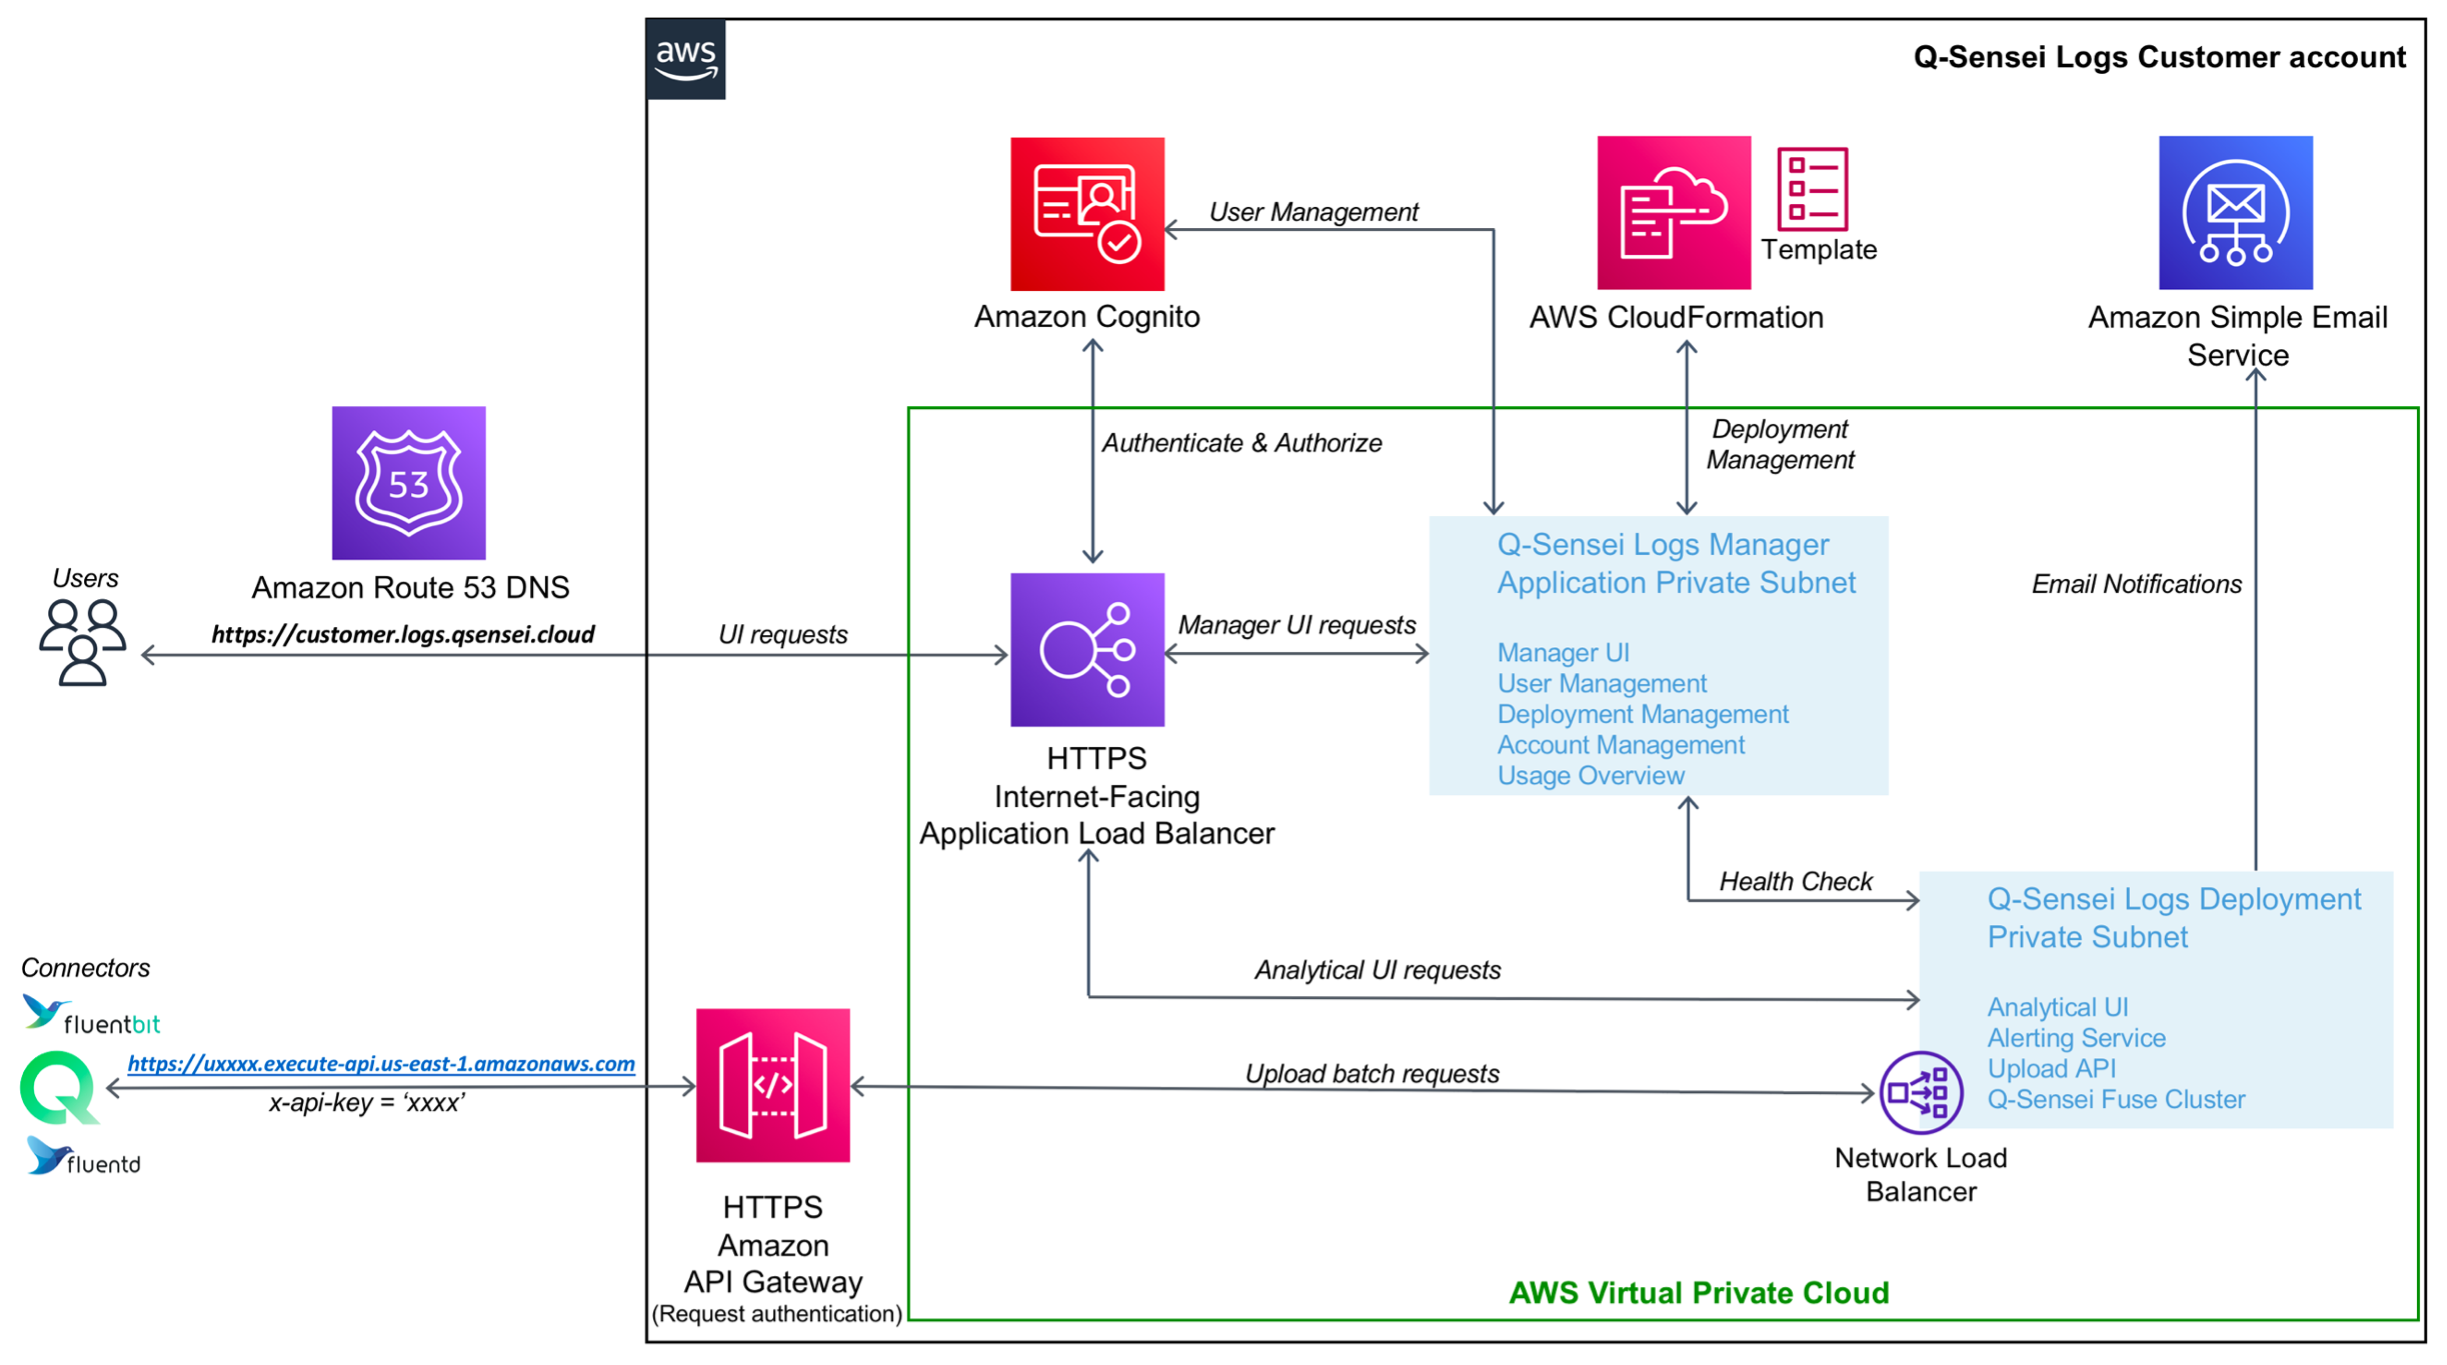 aws
Q-Sensei Logs Customer account
User Management
Template
Amazon Cognito
AWS CloudFormation
Amazon Simple Email
Service
Authenticate & Authorize
Deployment
Management
53
Amazon Route 53 DNS
Users
https://customer.logs.qsensei.cloud
UI requests
Manager UI requests
Q-Sensei Logs Manager
Application Private Subnet
Manager UI
User Management
Deployment Management
Account Management
Usage Overview
Email Notifications
HTTPS
Internet-Facing
Application Load Balancer
Health Check
Q-Sensei Logs Deployment
Private Subnet
Analytical UI
Alerting Service
Upload API
Q-Sensei Fuse Cluster
Analytical UI requests
Connectors
fluentbit
https://uxxxx.execute-api.us-east-1.amazonaws.com
x-api-key = ‘xxxx’
fluentd
</>
Upload batch requests
Network Load
Balancer
HTTPS
Amazon
API Gateway
(Request authentication)
AWS Virtual Private Cloud